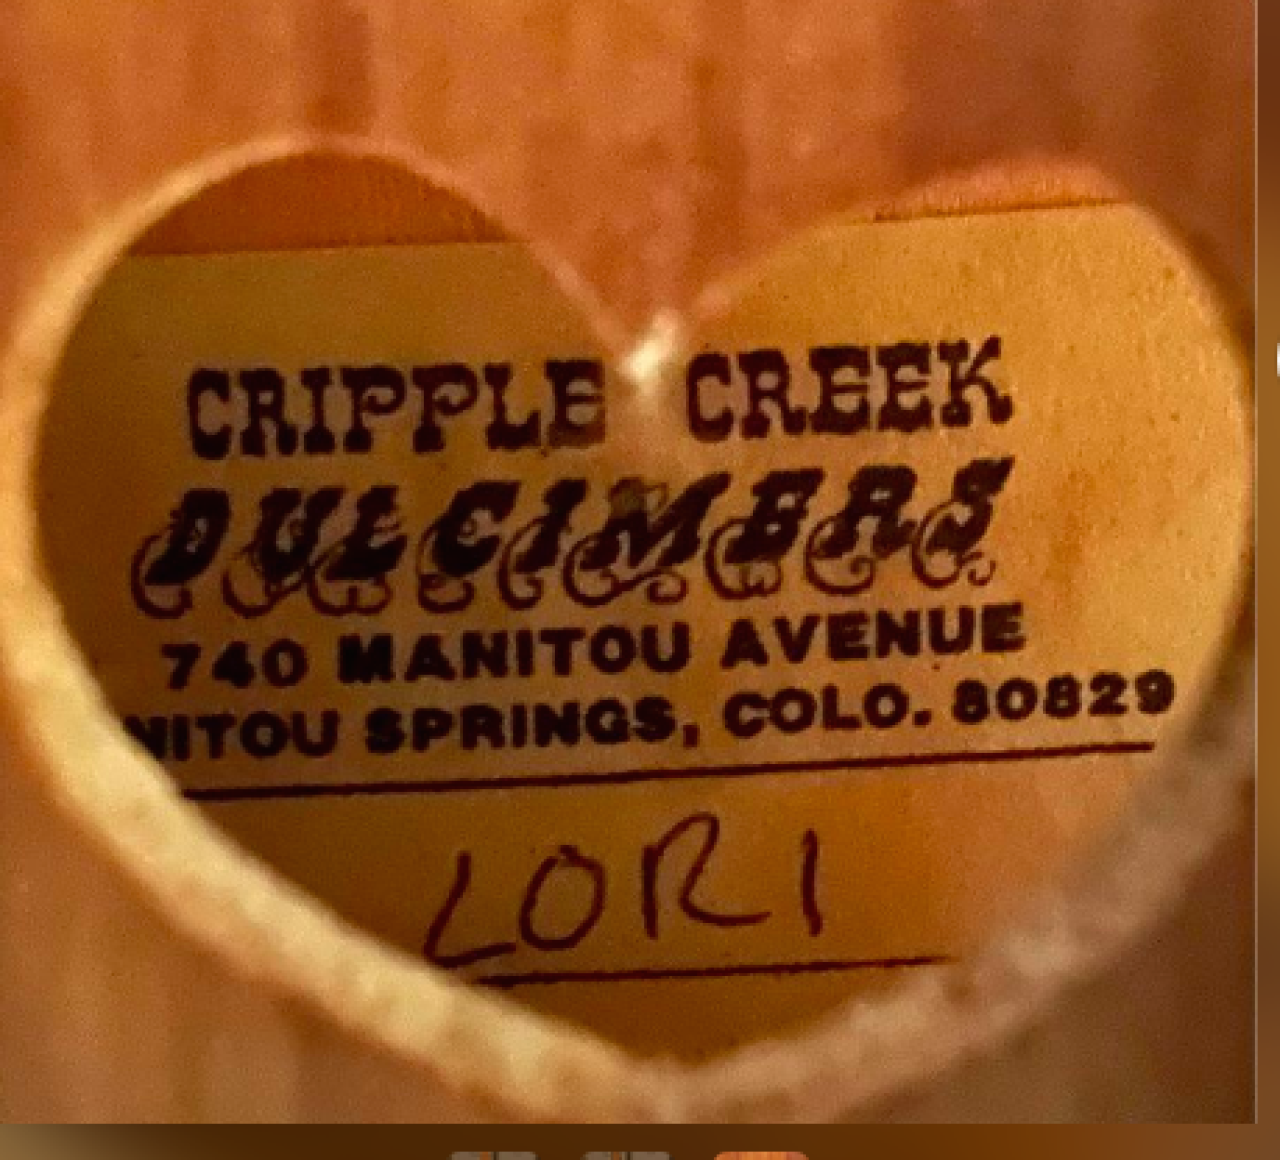 CRIPPLE CREEK
DULCIMERS
740 MANITOU AVENUE
NITOU SPRINGS, COLO. 80829
LORI